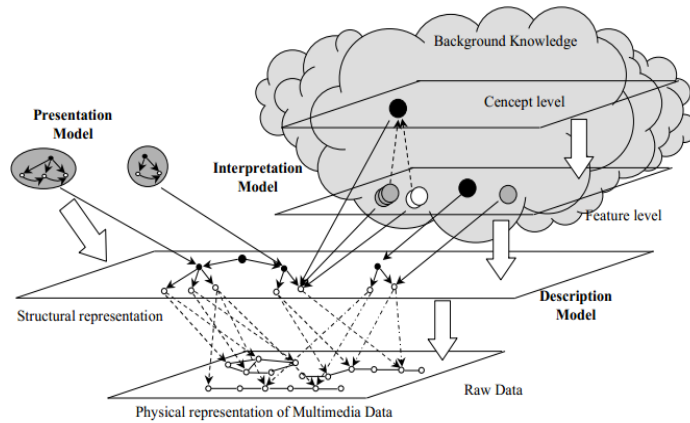 Background Knowledge
Cencept level
Presentation
Model
Interpretation
Model
Feature level
Structural representation
Description
Model
Raw Data
Physical representation of Multimedia Data